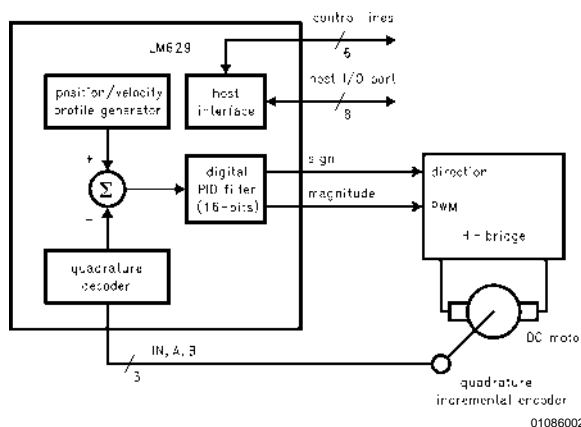 control lines
LM629
6
position/velocity
profile generator
host
interface
host I/O port
8
+
Σ
−
digital
PID filter
(16-bits)
sign
magnitude
direction
PWM
H-bridge
quadrature
decoder
IN, A, B
3
DC motor
quadrature
incremental encoder
01086002